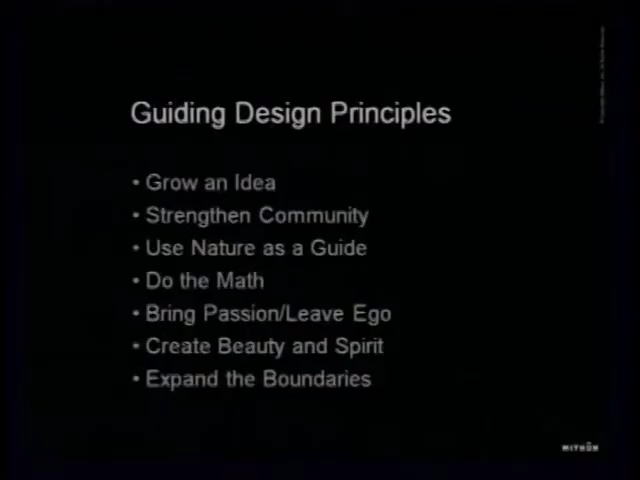 Guiding Design Principles
• Grow an Idea
• Strengthen Community
• Use Nature as a Guide
• Do the Math
• Bring Passion/Leave Ego
• Create Beauty and Spirit
• Expand the Boundaries
MITHŪN